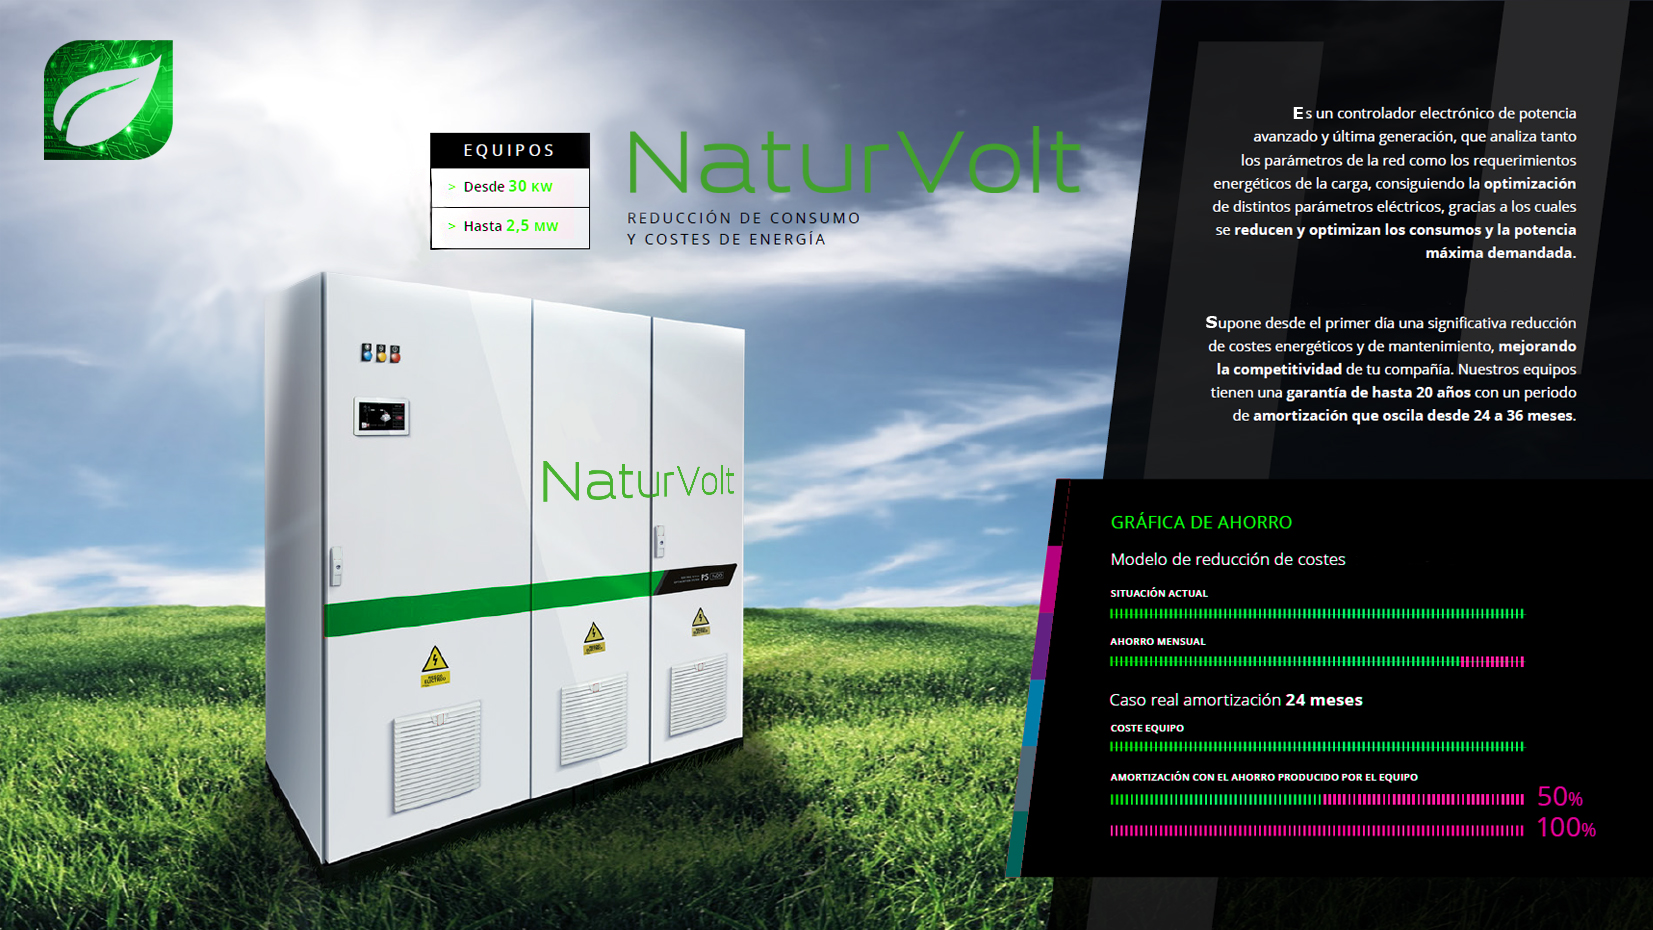 EQUIPOS
> Desde 30 KW
> Hasta 2,5 MW
NaturVolt
REDUCCIÓN DE CONSUMO
Y COSTES DE ENERGÍA
Es un controlador electrónico de potencia
avanzado y última generación, que analiza tanto
los parámetros de la red como los requerimientos
energéticos de la carga, consiguiendo la optimización
de distintos parámetros eléctricos, gracias a los cuales
se reducen y optimizan los consumos y la potencia
máxima demandada.
Supone desde el primer día una significativa reducción
de costes energéticos y de mantenimiento, mejorando
la competitividad de tu compañía. Nuestros equipos
tienen una garantía de hasta 20 años con un periodo
de amortización que oscila desde 24 a 36 meses.
NaturVolt
PS
GRÁFICA DE AHORRO
Modelo de reducción de costes
SITUACIÓN ACTUAL
AHORRO MENSUAL
Caso real amortización 24 meses
COSTE EQUIPO
AMORTIZACIÓN CON EL AHORRO PRODUCIDO POR EL EQUIPO
50%
100%